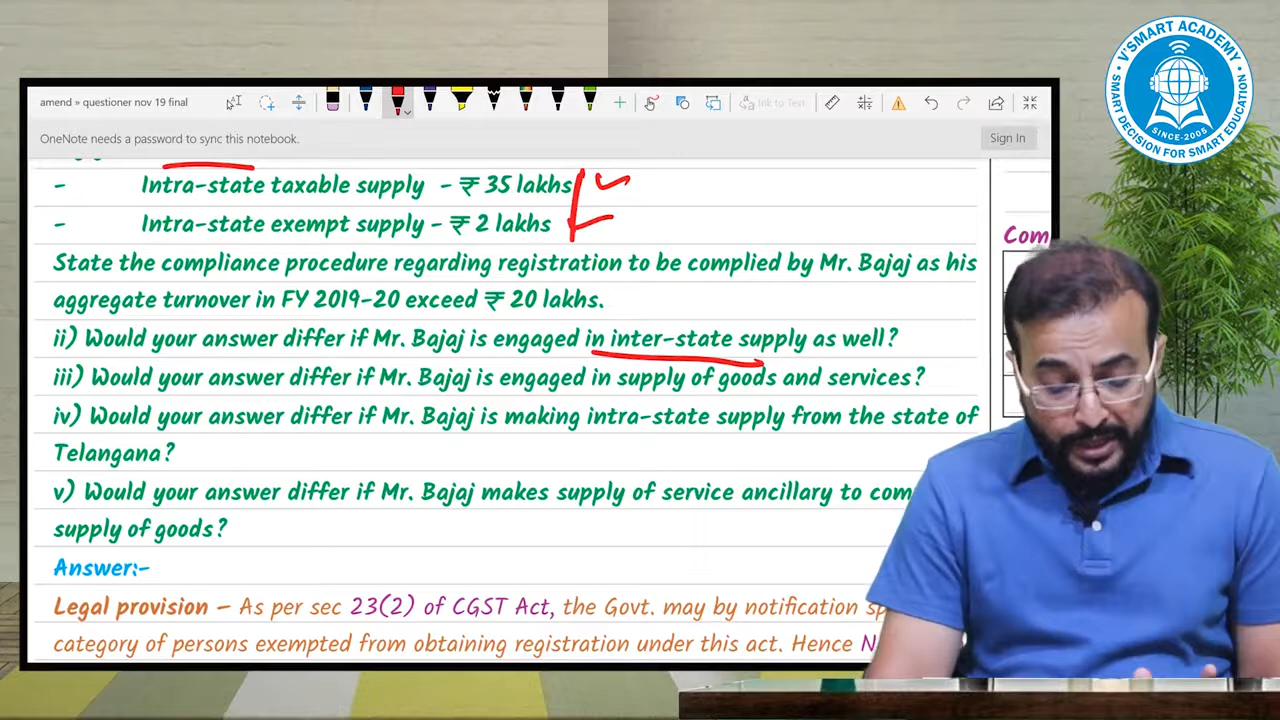 V'SMART ACADEMY
SMART DECISION FOR SMART EDUCATION
SINCE-2005
amend » questioner nov 19 final
Ink to Text
OneNote needs a password to sync this notebook.
Sign In
- Intra-state taxable supply - ₹ 35 lakhs
- Intra-state exempt supply - ₹ 2 lakhs
Com
State the compliance procedure regarding registration to be complied by Mr. Bajaj as his
aggregate turnover in FY 2019-20 exceed ₹ 20 lakhs.
ii) Would your answer differ if Mr. Bajaj is engaged in inter-state supply as well?
iii) Would your answer differ if Mr. Bajaj is engaged in supply of goods and services?
iv) Would your answer differ if Mr. Bajaj is making intra-state supply from the state of
Telangana?
v) Would your answer differ if Mr. Bajaj makes supply of service ancillary to com
supply of goods?
Answer:-
Legal provision – As per sec 23(2) of CGST Act, the Govt. may by notification sp
category of persons exempted from obtaining registration under this act. Hence N